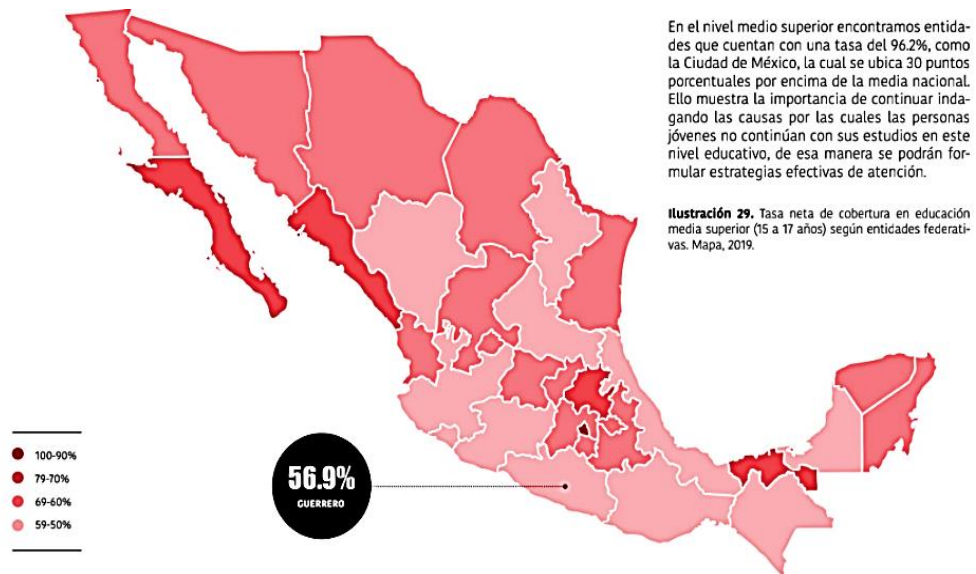 En el nivel medio superior encontramos entida-
des que cuentan con una tasa del 96.2%, como
la Ciudad de México, la cual se ubica 30 puntos
porcentuales por encima de la media nacional.
Ello muestra la importancia de continuar inda-
gando las causas por las cuales las personas
jóvenes no continúan con sus estudios en este
nivel educativo, de esa manera se podrán for-
mular estrategias efectivas de atención.
Ilustración 29. Tasa neta de cobertura en educación
media superior (15 a 17 años) según entidades federati-
vas. Mapa, 2019.
100-90%
79-70%
69-60%
59-50%
56.9%
GUERRERO